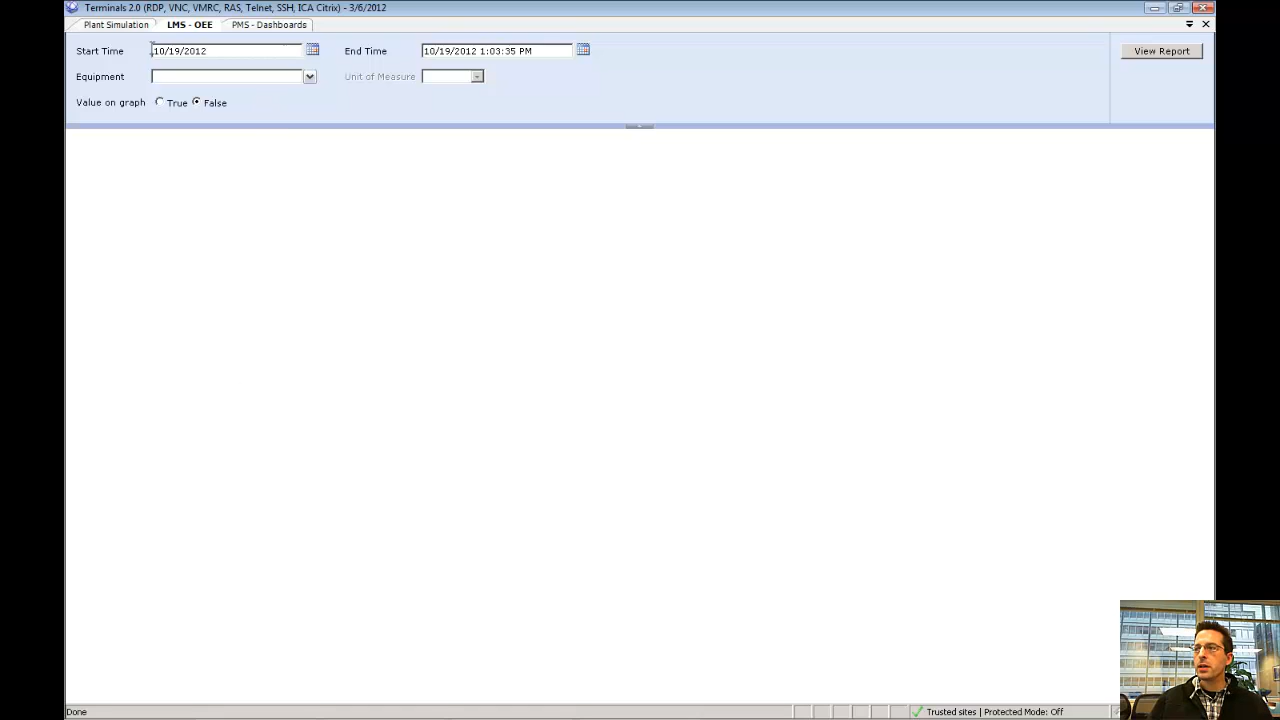 Terminals 2.0 (RDP, VNC, VMRC, RAS, Telnet, SSH, ICA Citrix) - 3/6/2012
Plant Simulation LMS - OEE PMS - Dashboards
Start Time 10/19/2012 End Time 10/19/2012 1:03:35 PM View Report
Equipment Unit of Measure
Value on graph True False
Done Trusted sites | Protected Mode: Off